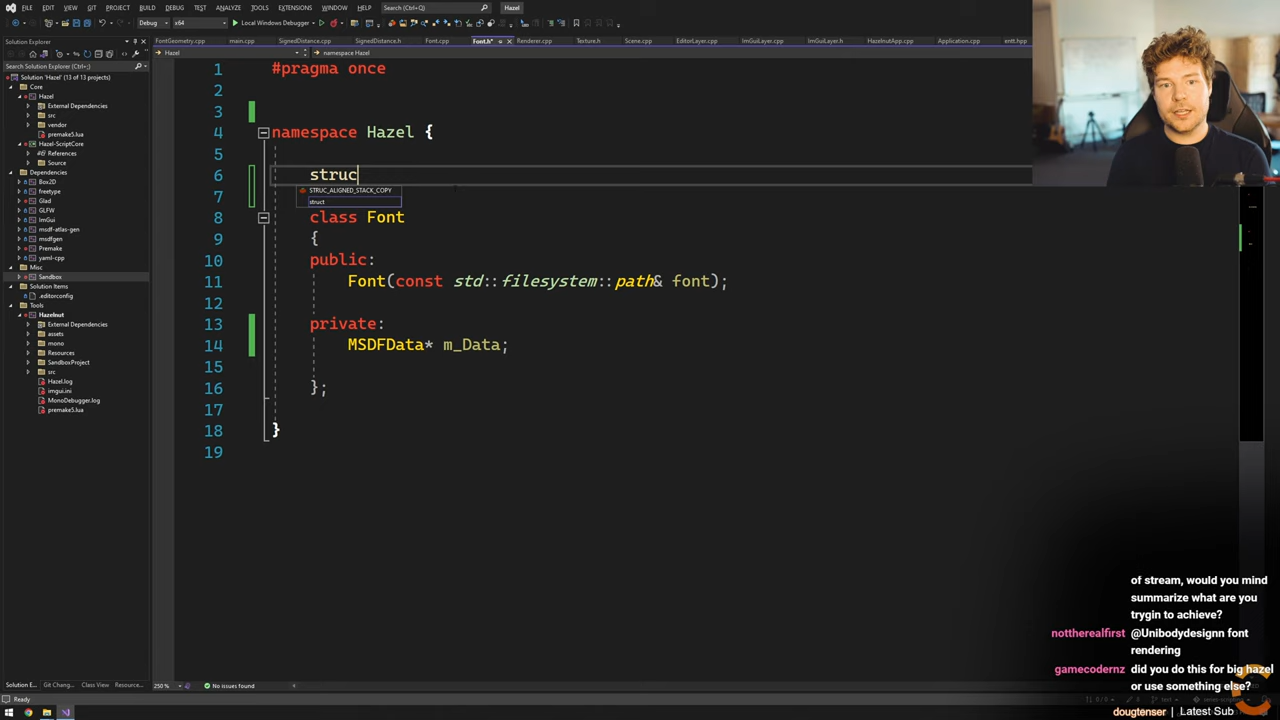 FILE EDIT VIEW GIT PROJECT BUILD DEBUG TEST ANALYZE TOOLS EXTENSIONS WINDOW HELP Search (Ctrl+Q) Hazel
Debug x64 Local Windows Debugger
Solution Explorer
Search Solution Explorer (Ctrl+;)
Solution 'Hazel' (13 of 13 projects)
Core
Hazel
External Dependencies
src
vendor
premake5.lua
Hazel-ScriptCore
References
Source
Dependencies
Box2D
freetype
Glad
GLFW
ImGui
msdf-atlas-gen
msdfgen
Premake
yaml-cpp
Misc
Sandbox
Solution Items
.editorconfig
Tools
Hazelnut
External Dependencies
assets
mono
Resources
SandboxProject
src
Hazel.log
imgui.ini
MonoDebugger.log
premake5.lua
Solution E... Git Chang... Class View Resource...
FontGeometry.cpp main.cpp SignedDistance.cpp SignedDistance.h Font.cpp Font.h* Renderer.cpp Texture.h Scene.cpp EditorLayer.cpp ImGuiLayer.cpp ImGuiLayer.h HazelnutApp.cpp Application.cpp entt.hpp
Hazel namespace Hazel
1 #pragma once
2
3
4 namespace Hazel {
5
6 struc
STRUC_ALIGNED_STACK_COPY
struct
7
8 class Font
9 {
10 public:
11 Font(const std::filesystem::path& font);
12
13 private:
14 MSDFData* m_Data;
15
16 };
17
18 }
19
of stream, would you mind
summarize what are you
trygin to achieve?
nottherealfirst @Unibodydesignn font
rendering
gamecodernz did you do this for big hazel
or use something else?
dougtenser | Latest Sub
250 % No issues found
Ready